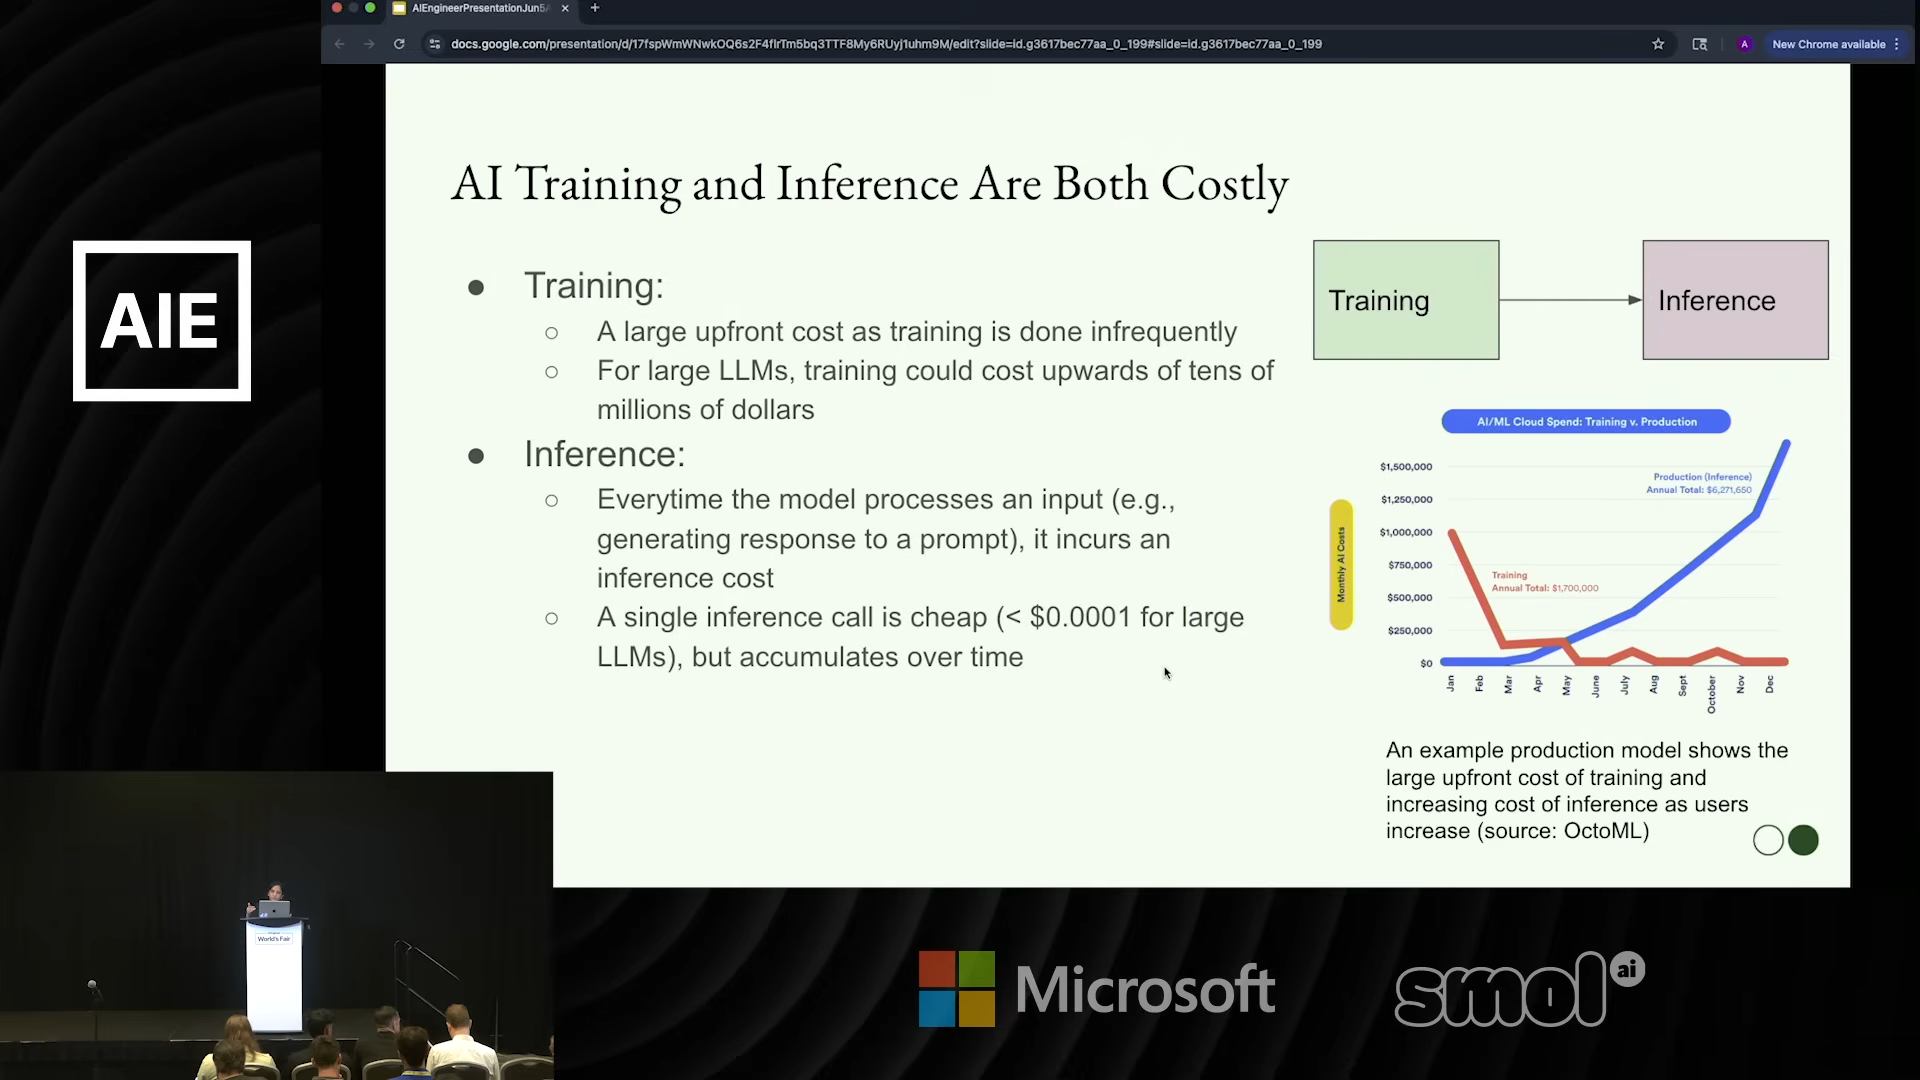 AIEngineerPresentationJun5
docs.google.com/presentation/d/17fspWmWNwkOQ6s2F4flrTm5bq3TTF8My6RUyj1uhm9M/edit?slide=id.g3617bec77aa_0_199#slide=id.g3617bec77aa_0_199
A
New Chrome available
AIE
AI Training and Inference Are Both Costly
Training:
A large upfront cost as training is done infrequently
For large LLMs, training could cost upwards of tens of
millions of dollars
Inference:
Everytime the model processes an input (e.g.,
generating response to a prompt), it incurs an
inference cost
A single inference call is cheap (< $0.0001 for large
LLMs), but accumulates over time
Training
Inference
AI/ML Cloud Spend: Training v. Production
Monthly AI Costs
$1,500,000
$1,250,000
$1,000,000
$750,000
$500,000
$250,000
$0
Production (Inference)
Annual Total: $6,271,650
Training
Annual Total: $1,700,000
Jan
Feb
Mar
Apr
May
June
July
Aug
Sept
October
Nov
Dec
An example production model shows the
large upfront cost of training and
increasing cost of inference as users
increase (source: OctoML)
World's Fair
Microsoft
smol ai